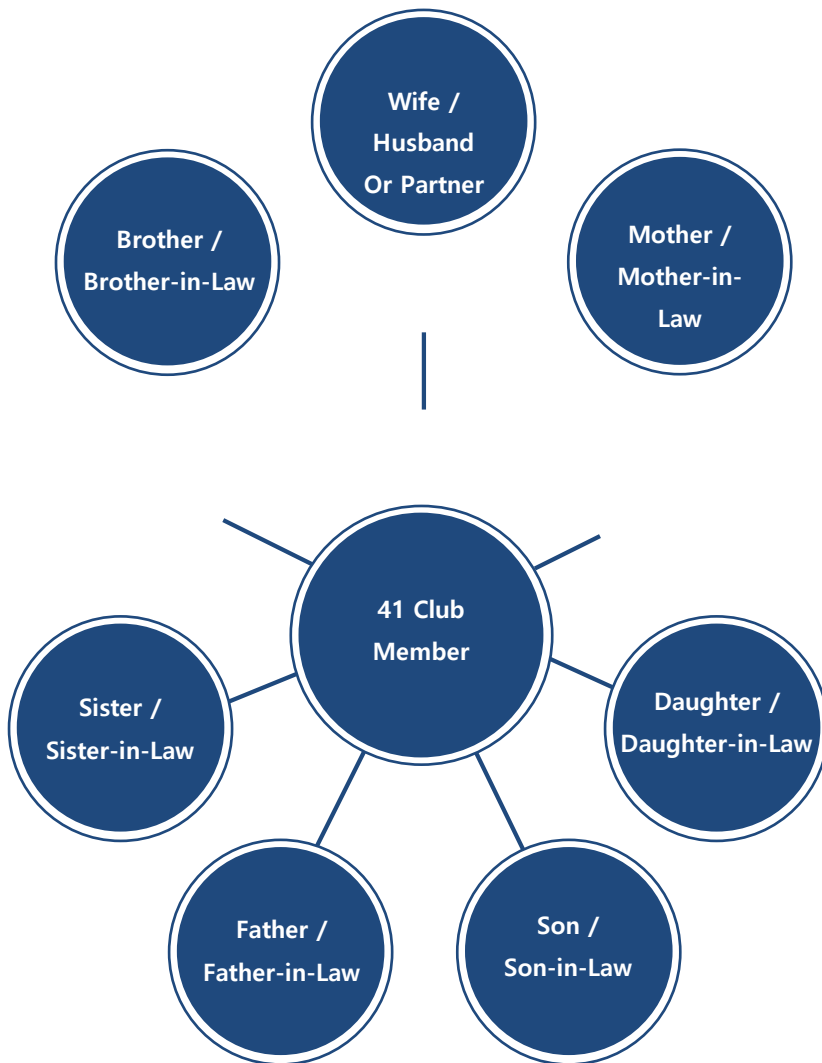 Wife /
Husband
Or Partner
Brother /
Brother-in-Law
Mother /
Mother-in-
Law
41 Club
Member
Sister /
Sister-in-Law
Daughter /
Daughter-in-Law
Father /
Father-in-Law
Son /
Son-in-Law